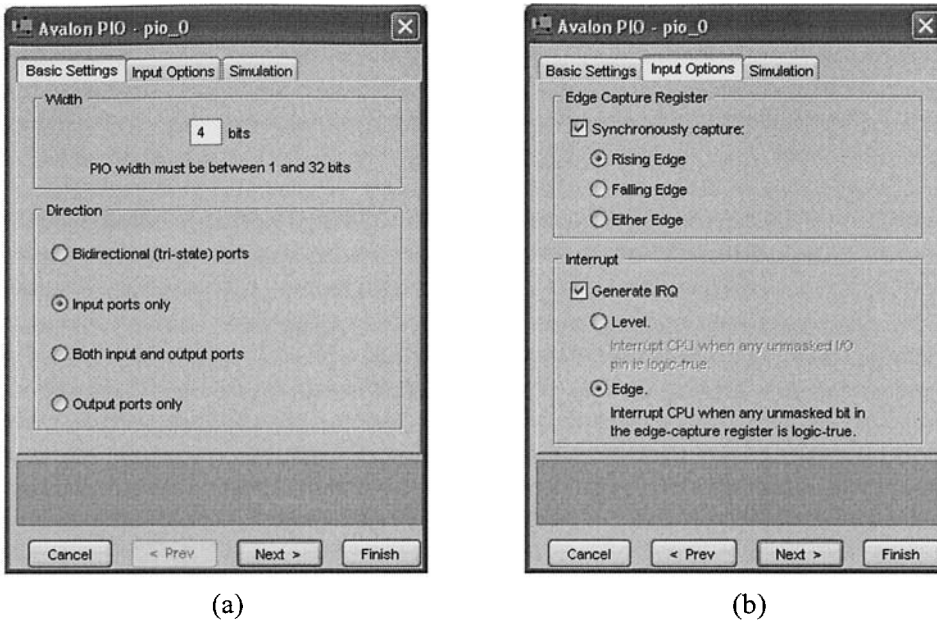 Avalon PIO - pio_0
Basic Settings
Input Options
Simulation
Width
4 bits
PIO width must be between 1 and 32 bits
Direction
Bidirectional (tri-state) ports
Input ports only
Both input and output ports
Output ports only
Cancel
< Prev
Next >
Finish
(a)
Avalon PIO - pio_0
Basic Settings
Input Options
Simulation
Edge Capture Register
Synchronously capture:
Rising Edge
Falling Edge
Either Edge
Interrupt
Generate IRQ
Level.
Interrupt CPU when any unmasked I/O
pin is logic-true.
Edge.
Interrupt CPU when any unmasked bit in
the edge-capture register is logic-true.
Cancel
< Prev
Next >
Finish
(b)